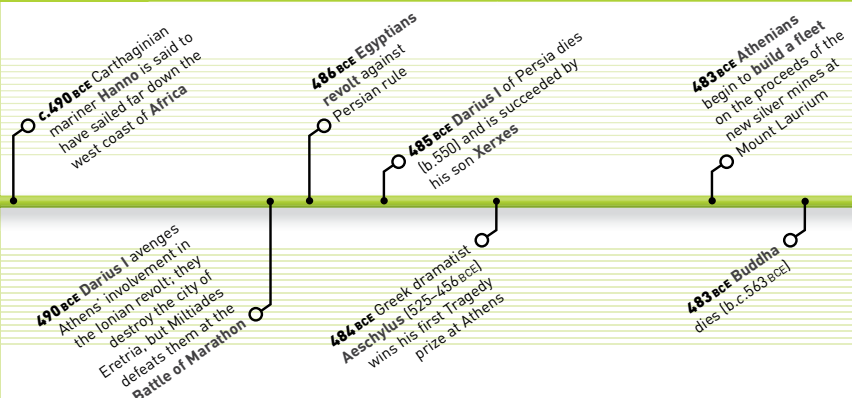 c.490 BCE Carthaginian
mariner Hanno is said to
have sailed far down the
west coast of Africa
490 BCE Darius I avenges
Athens' involvement in
the Ionian revolt; they
destroy the city of
Eretria, but Miltiades
defeats them at the
Battle of Marathon
486 BCE Egyptians
revolt against
Persian rule
485 BCE Darius I of Persia dies
(b.550) and is succeeded by
his son Xerxes
484 BCE Greek dramatist
Aeschylus (525–456 BCE)
wins his first Tragedy
prize at Athens
483 BCE Athenians
begin to build a fleet
on the proceeds of the
new silver mines at
Mount Laurium
483 BCE Buddha
dies (b.c.563 BCE)